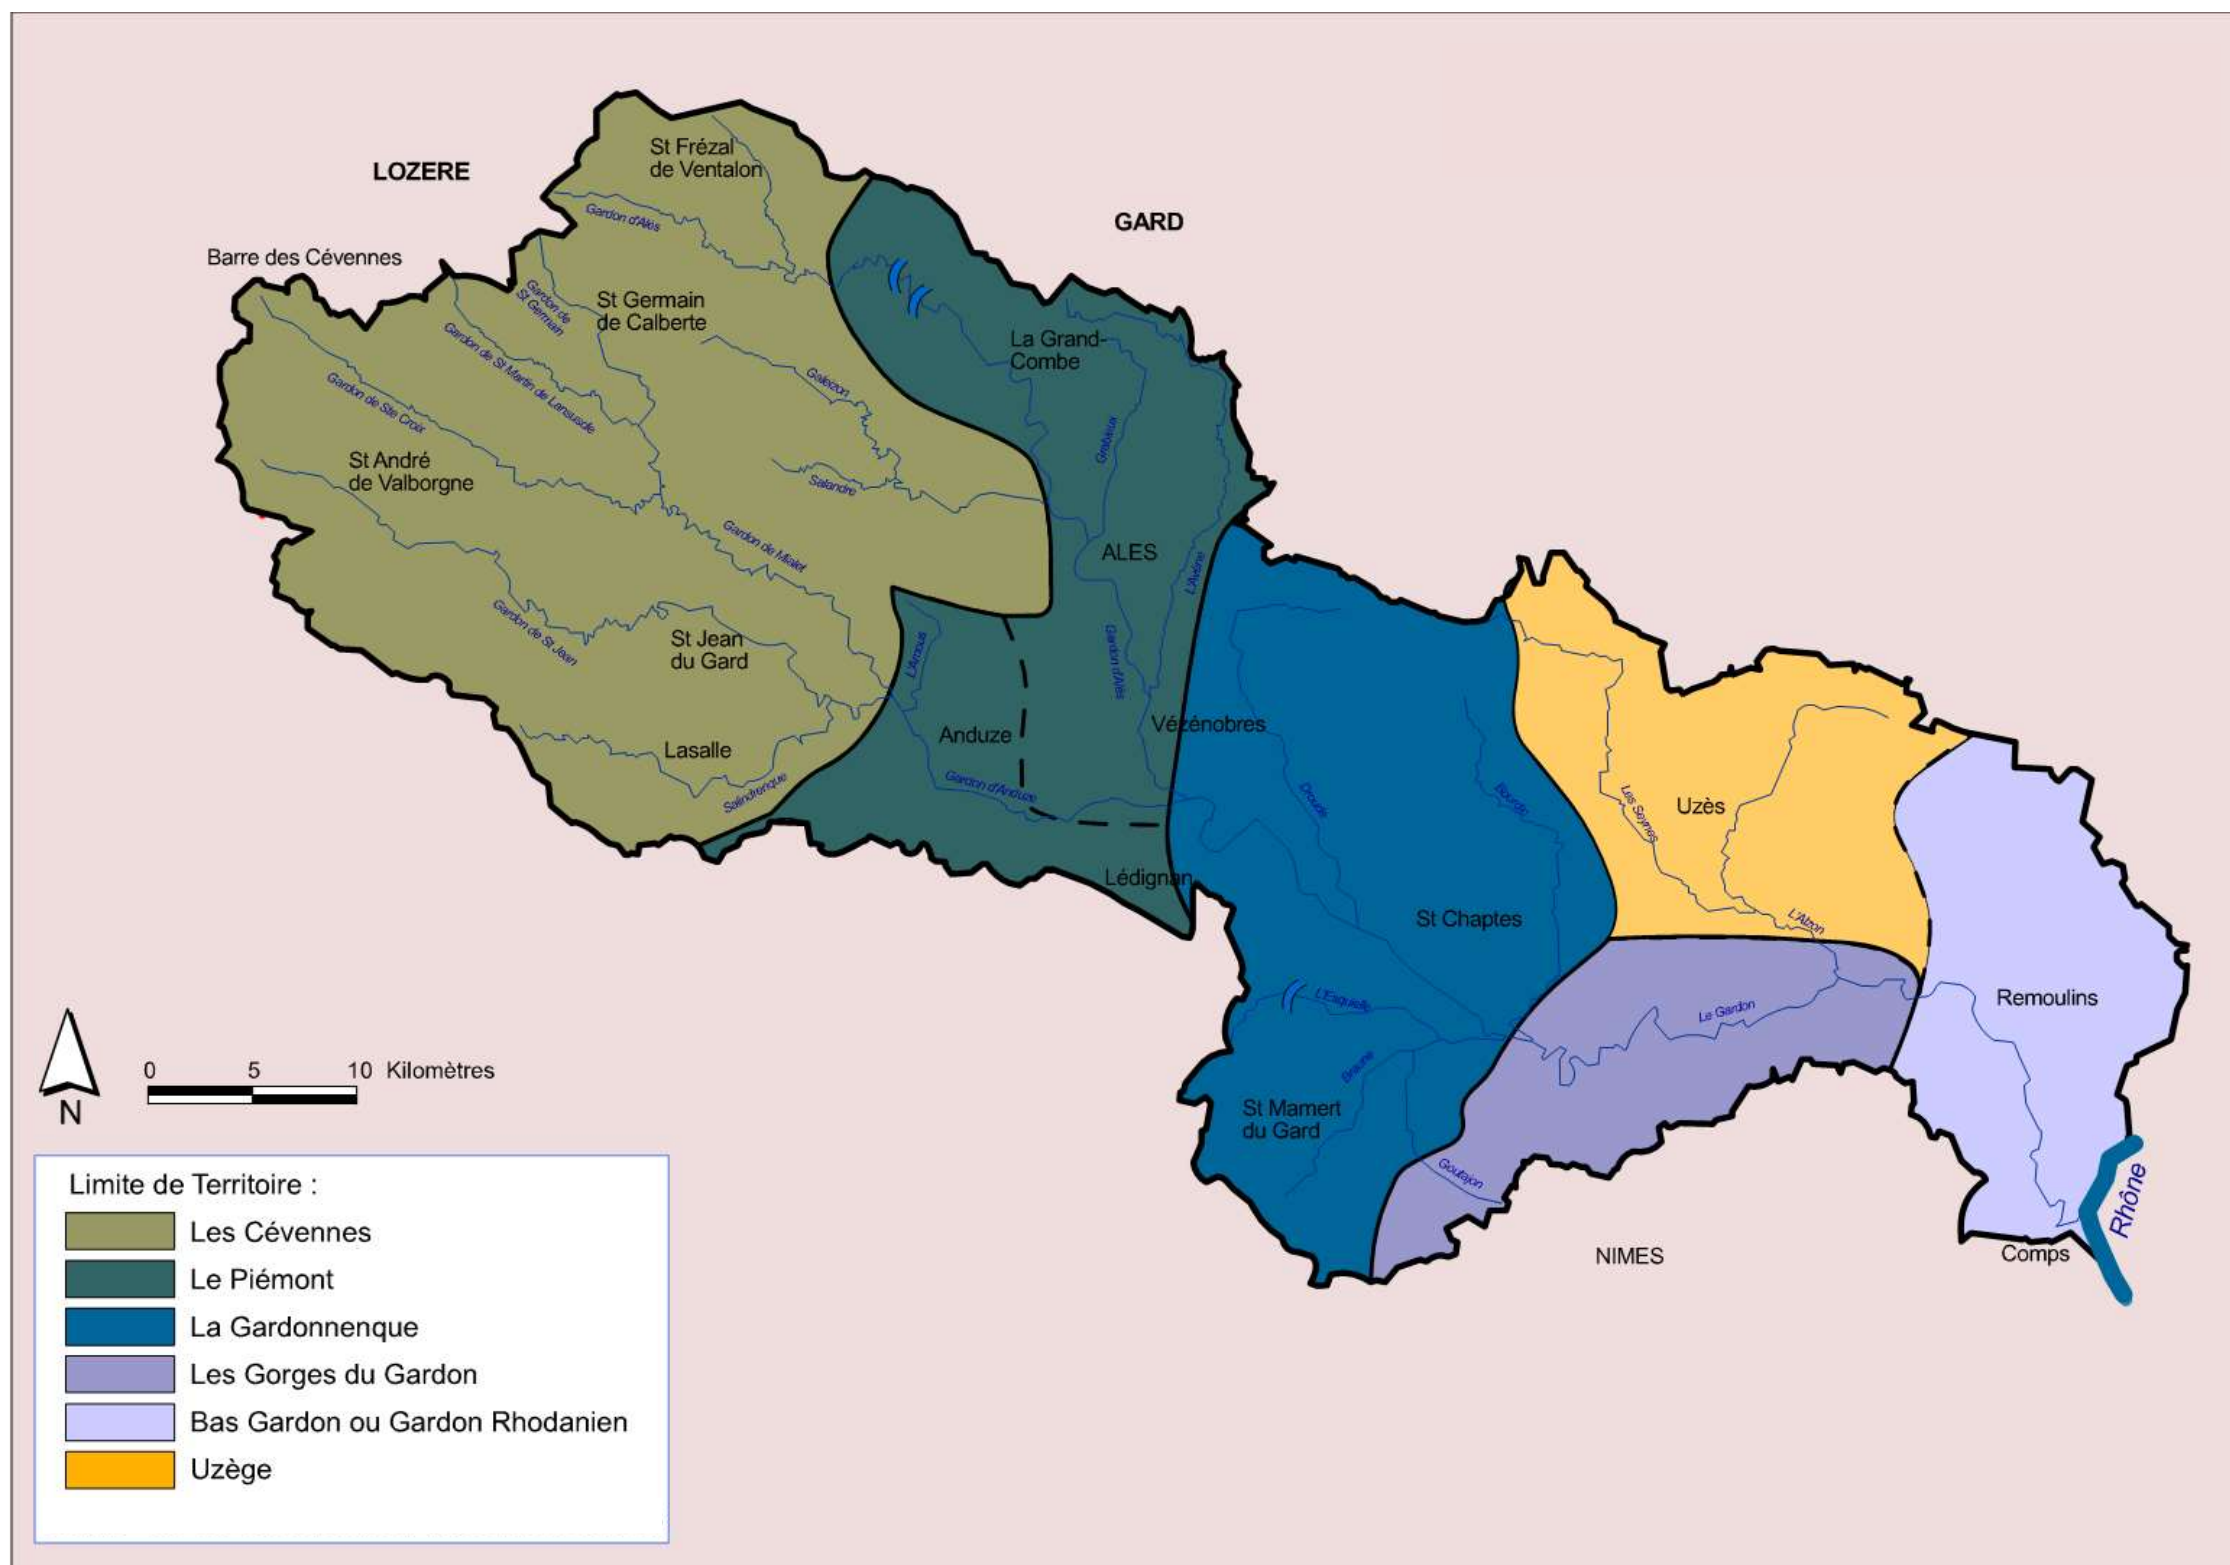 LOZERE
GARD
St Frézal
de Ventalon
Gardon d'Alès
Barre des Cévennes
Gardon de
St Germain
St Germain
de Calberte
La Grand-
Combe
Gardon de St Martin de Lansuscle
Gardon de Ste Croix
Galeizon
Grabieux
St André
de Valborgne
Salandre
Gardon de Mialet
ALES
L'Avène
Gardon de St Jean
St Jean
du Gard
L'Amous
Gardon d'Alès
Anduze
Vézénobres
Lasalle
Salindrenque
Gardon d'Anduze
Droude
Bourdic
Les Seynes
Uzès
Lédignan
St Chaptes
L'Alzon
L'Esquielle
Le Gardon
Remoulins
Braune
St Mamert
du Gard
Goutajon
Rhône
NIMES
Comps
0 5 10 Kilomètres
N
Limite de Territoire :
Les Cévennes
Le Piémont
La Gardonnenque
Les Gorges du Gardon
Bas Gardon ou Gardon Rhodanien
Uzège